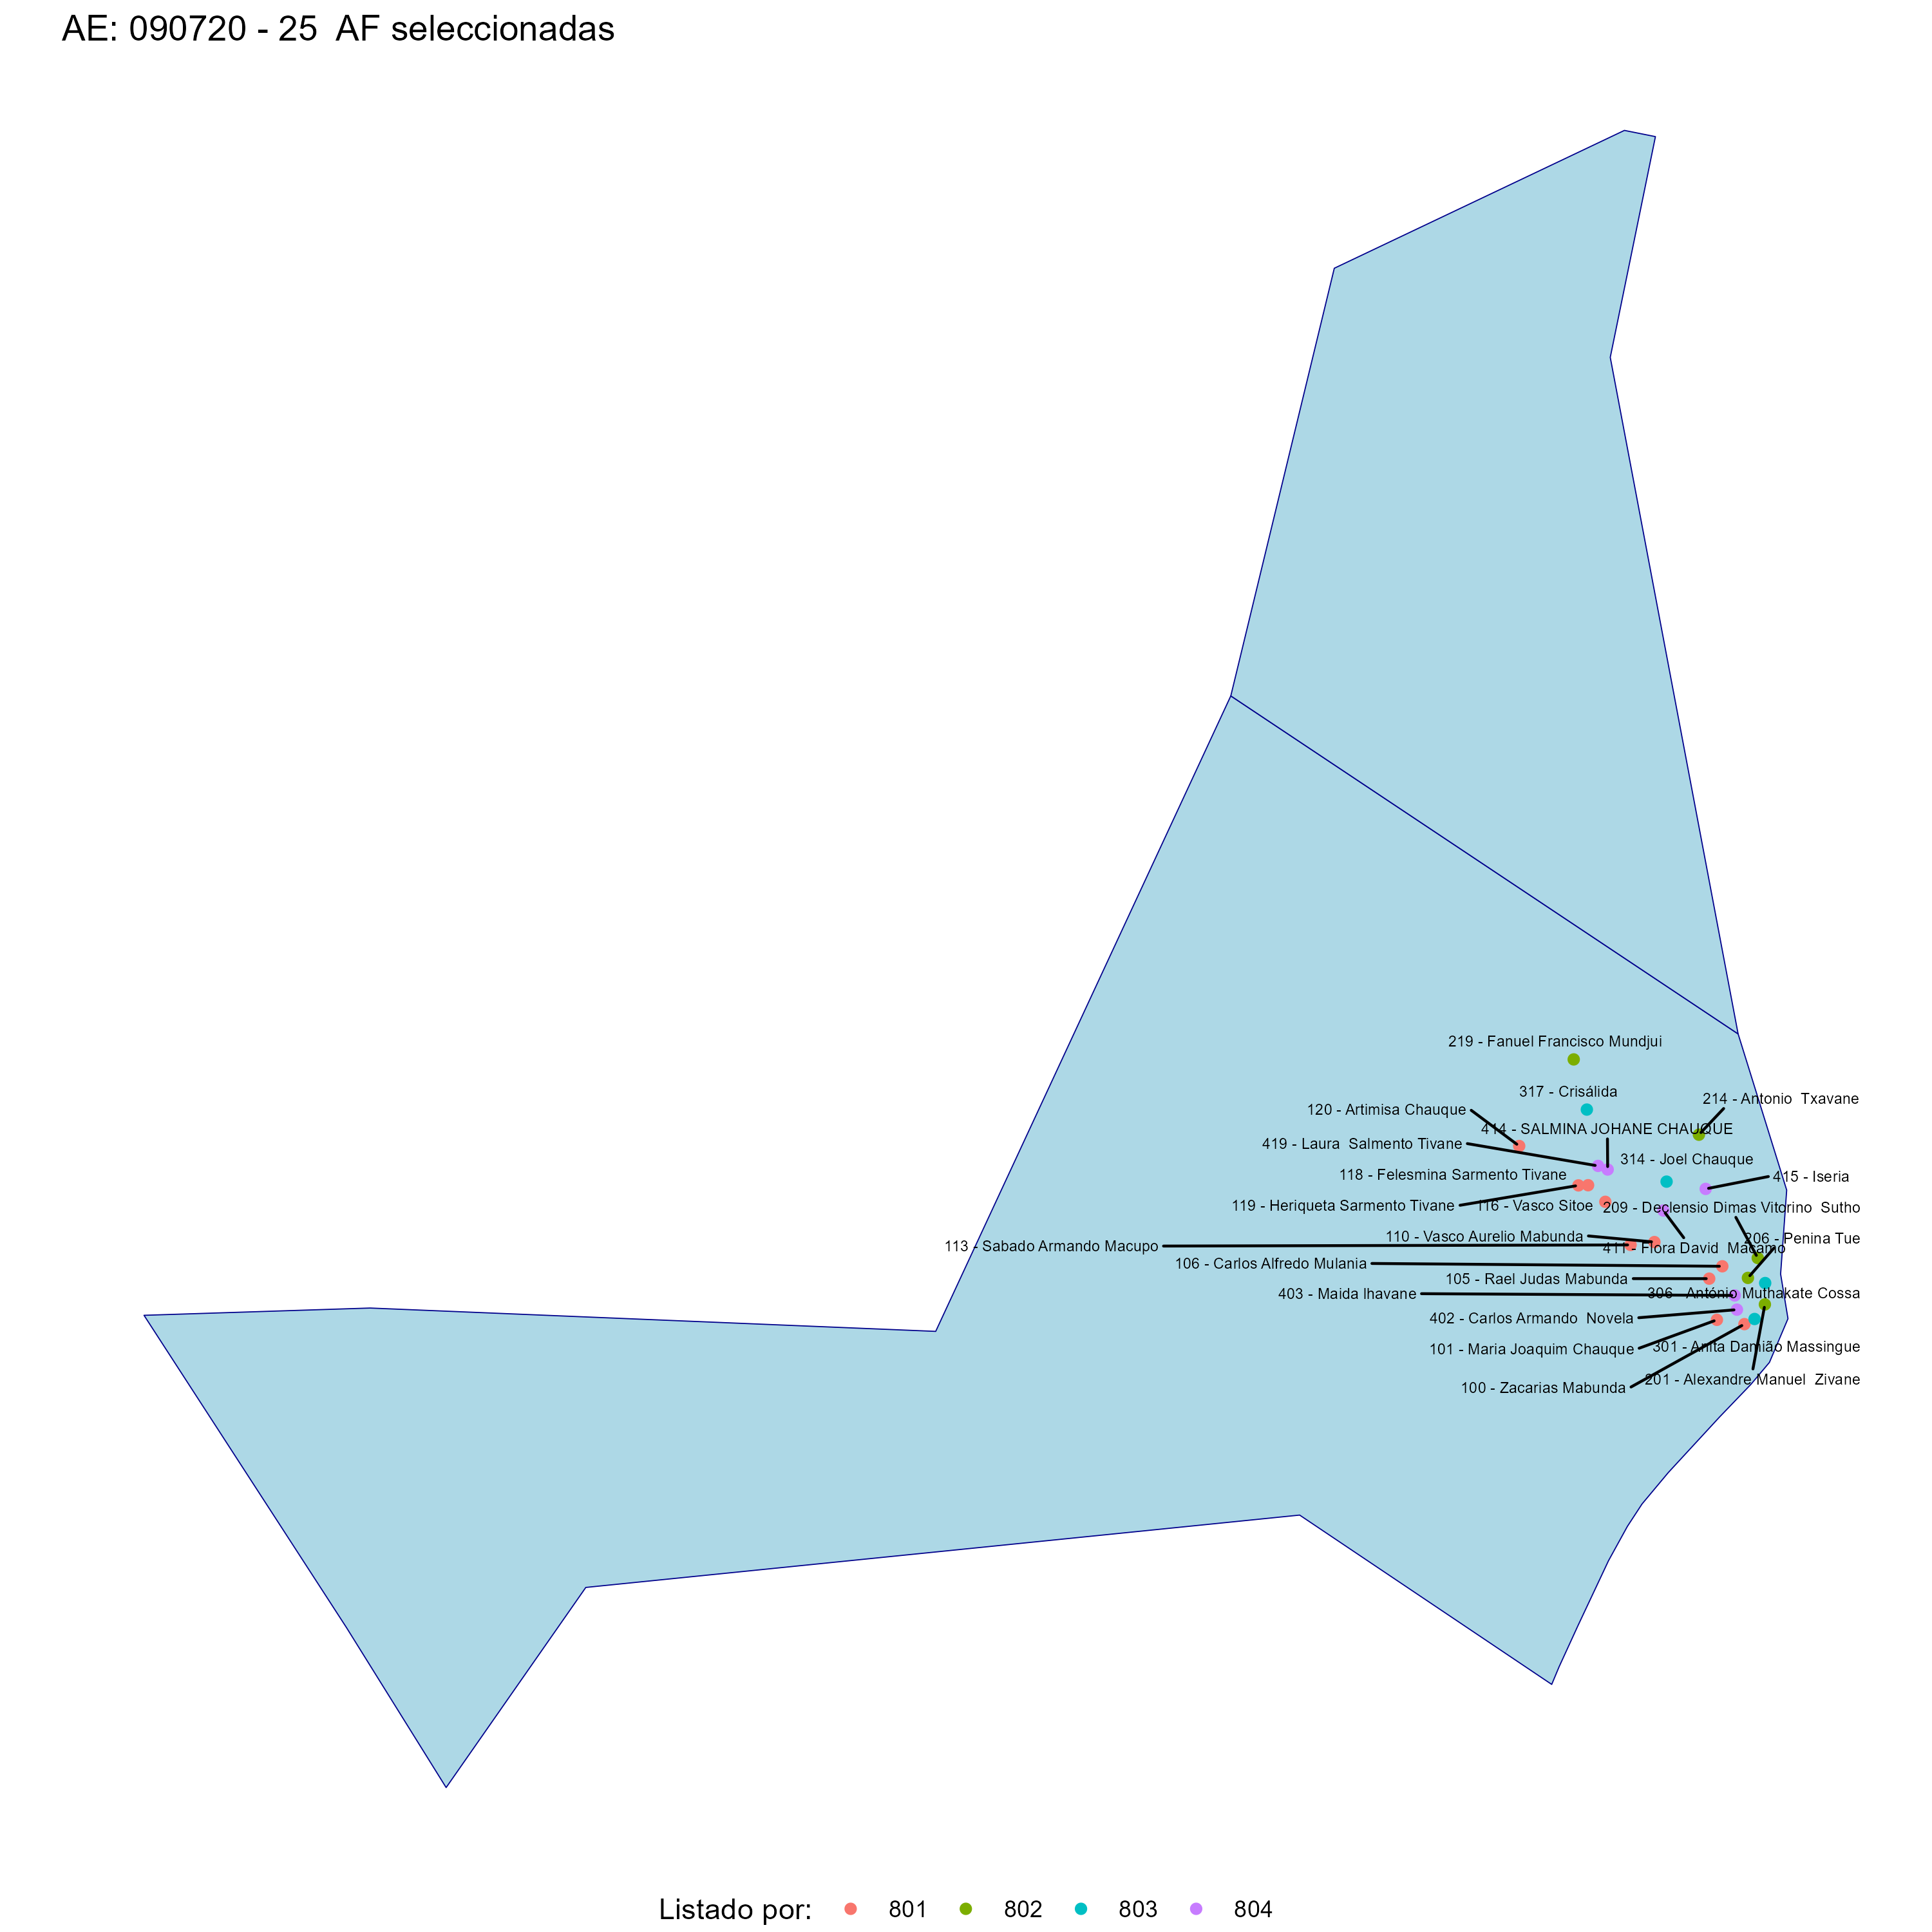 AE: 090720 - 25  AF seleccionadas
219 - Fanuel Francisco Mundjui
317 - Crisálida
214 - Antonio  Txavane
120 - Artimisa Chauque
414 - SALMINA JOHANE CHAUQUE
419 - Laura  Salmento Tivane
314 - Joel Chauque
118 - Felesmina Sarmento Tivane
415 - Iseria
119 - Heriqueta Sarmento Tivane
116 - Vasco Sitoe
209 - Declensio Dimas Vitorino  Sutho
110 - Vasco Aurelio Mabunda
206 - Penina Tue
113 - Sabado Armando Macupo
411 - Flora David  Macamo
106 - Carlos Alfredo Mulania
105 - Rael Judas Mabunda
403 - Maida Ihavane
306 - António Muthakate Cossa
402 - Carlos Armando  Novela
101 - Maria Joaquim Chauque
301 - Anita Damião Massingue
100 - Zacarias Mabunda
201 - Alexandre Manuel  Zivane
Listado por: 801 802 803 804